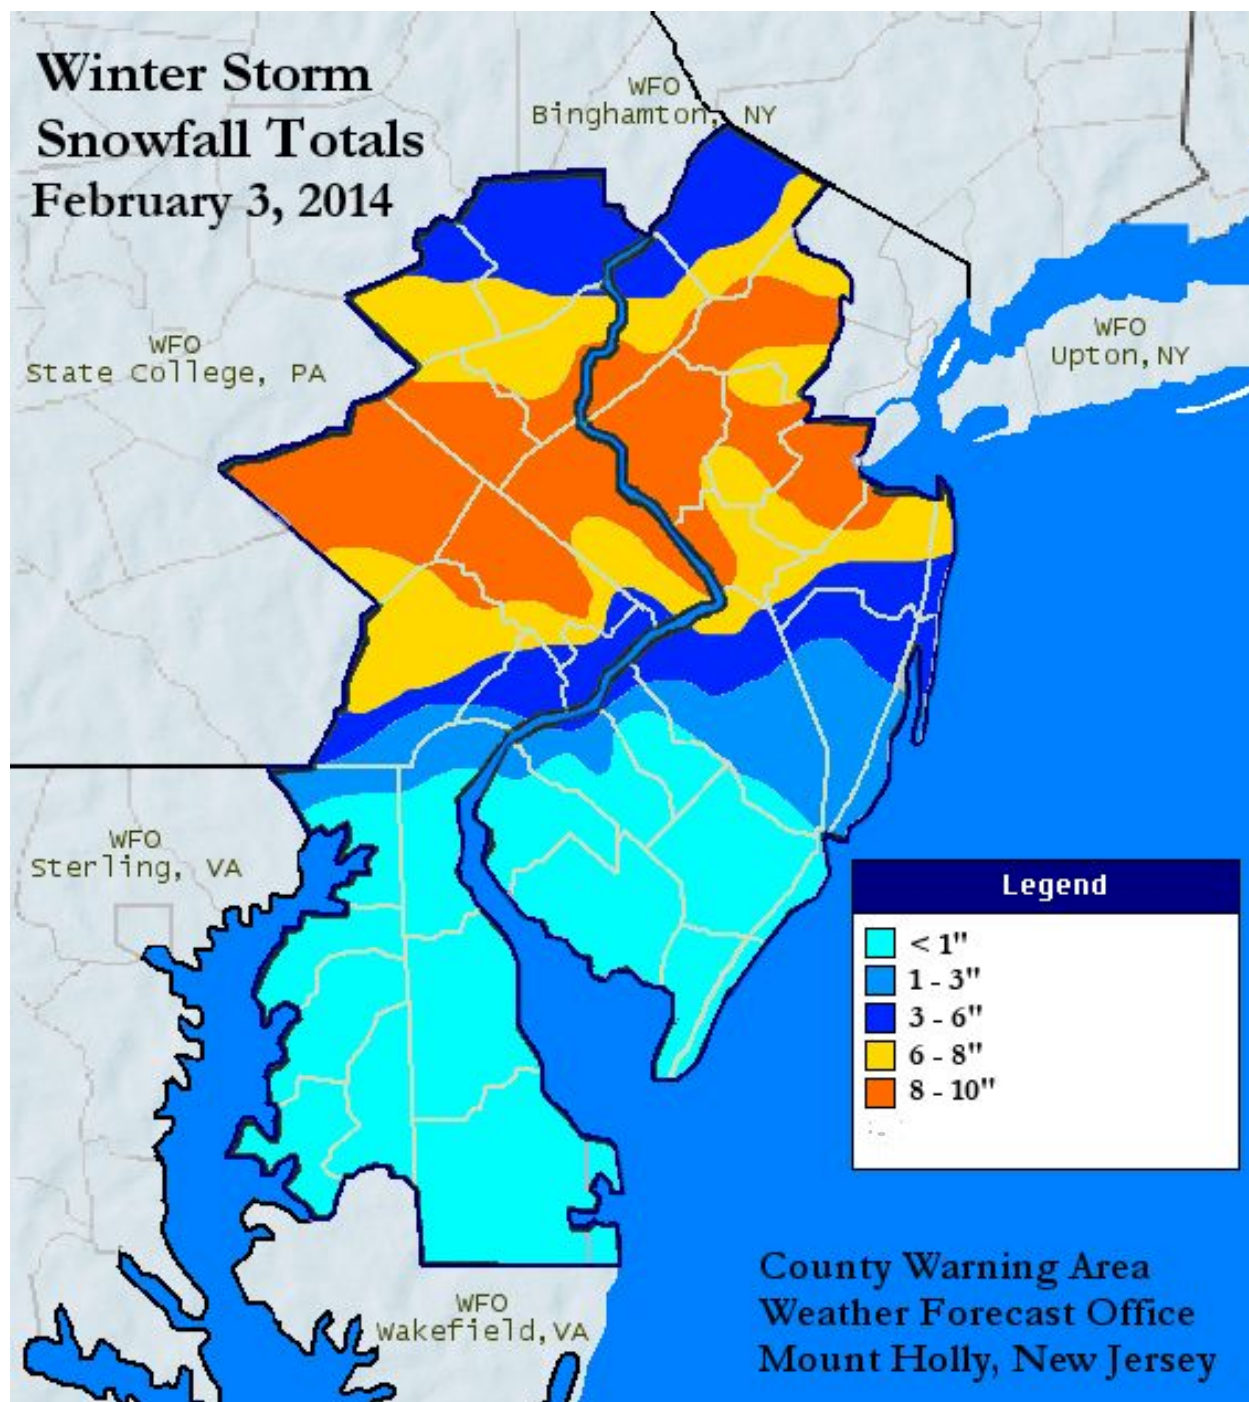 Winter Storm
Snowfall Totals
February 3, 2014
WFO
Binghamton, NY
WFO
State College, PA
WFO
Upton,NY
WFO
Sterling, VA
Legend
< 1"
1 - 3"
3 - 6"
6 - 8"
8 - 10"
WFO
Wakefield,VA
County Warning Area
Weather Forecast Office
Mount Holly, New Jersey